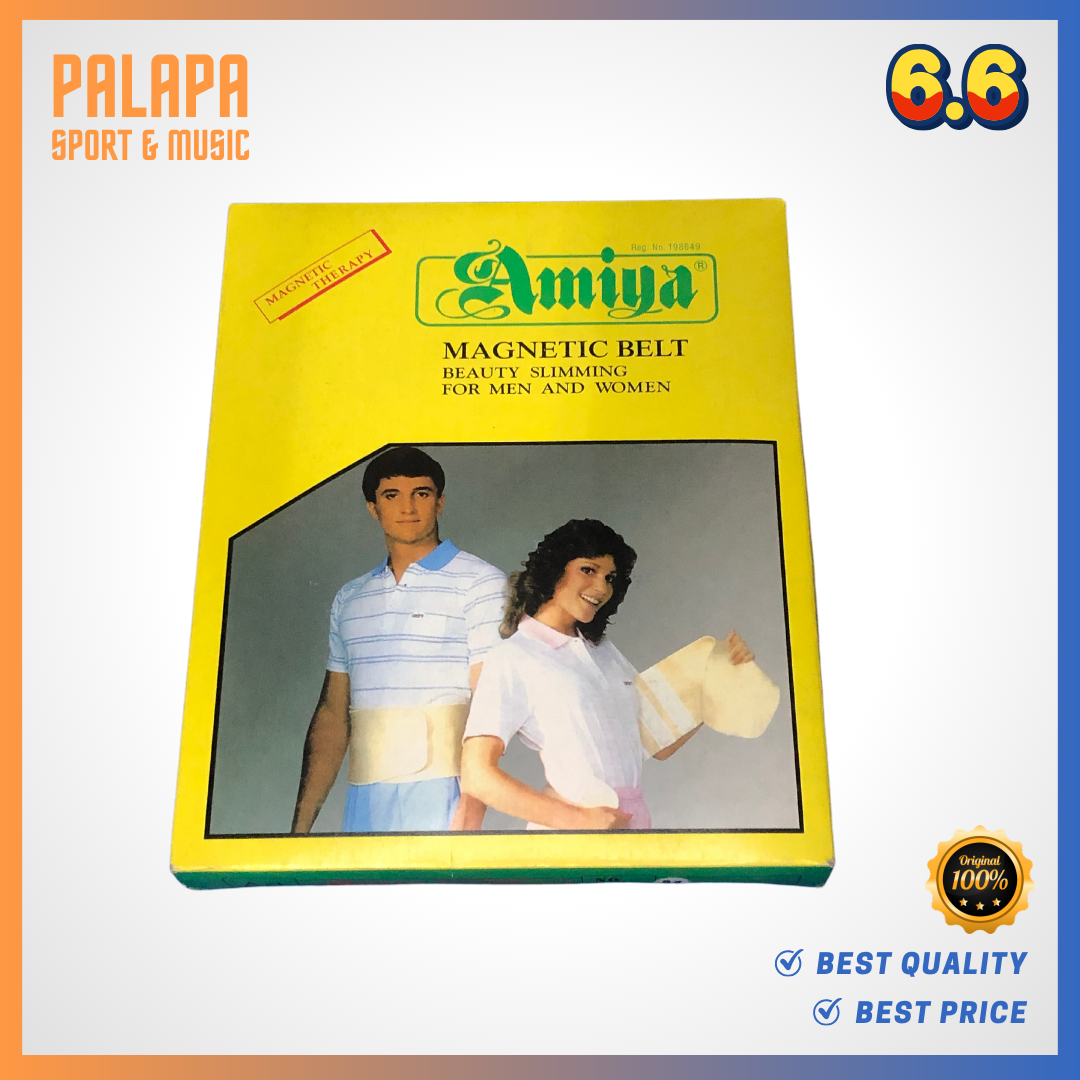 PALAPA
SPORT & MUSIC
6.6
MAGNETIC
THERAPY
Reg. No. 198649
Amiya®
MAGNETIC BELT
BEAUTY SLIMMING
FOR MEN AND WOMEN
Original
100%
BEST QUALITY
BEST PRICE